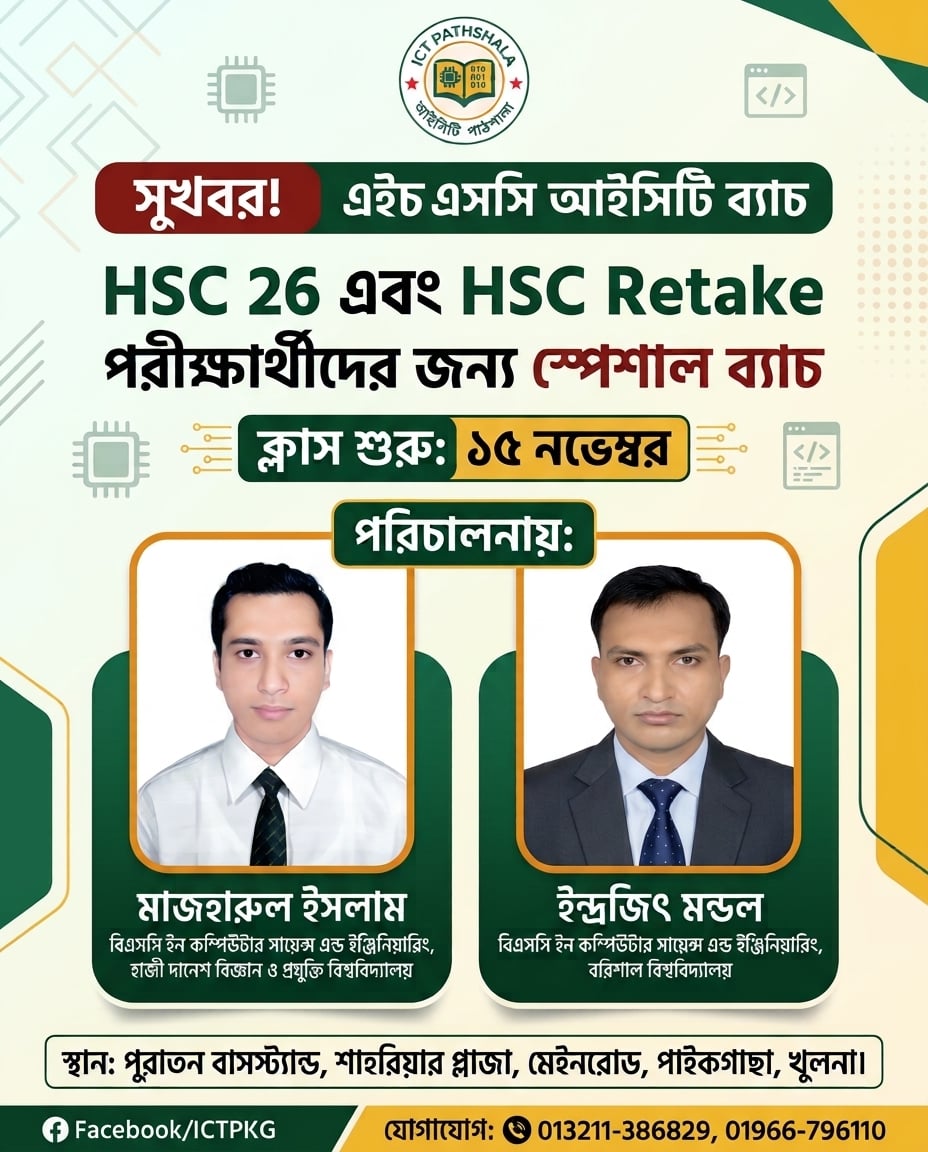 ICT PATHSHALA
আইসিটি পাঠশালা
সুখবর! এইচ এসসি আইসিটি ব্যাচ
HSC 26 এবং HSC Retake
পরীক্ষার্থীদের জন্য স্পেশাল ব্যাচ
ক্লাস শুরু: ১৫ নভেম্বর
পরিচালনায়:
মাজহারুল ইসলাম
বিএসসি ইন কম্পিউটার সায়েন্স এন্ড ইঞ্জিনিয়ারিং,
হাজী দানেশ বিজ্ঞান ও প্রযুক্তি বিশ্ববিদ্যালয়
ইন্দ্রজিৎ মন্ডল
বিএসসি ইন কম্পিউটার সায়েন্স এন্ড ইঞ্জিনিয়ারিং,
বরিশাল বিশ্ববিদ্যালয়
স্থান: পুরাতন বাসস্ট্যান্ড, শাহরিয়ার প্লাজা, মেইনরোড, পাইকগাছা, খুলনা।
Facebook/ICTPKG
যোগাযোগ: 013211-386829, 01966-796110